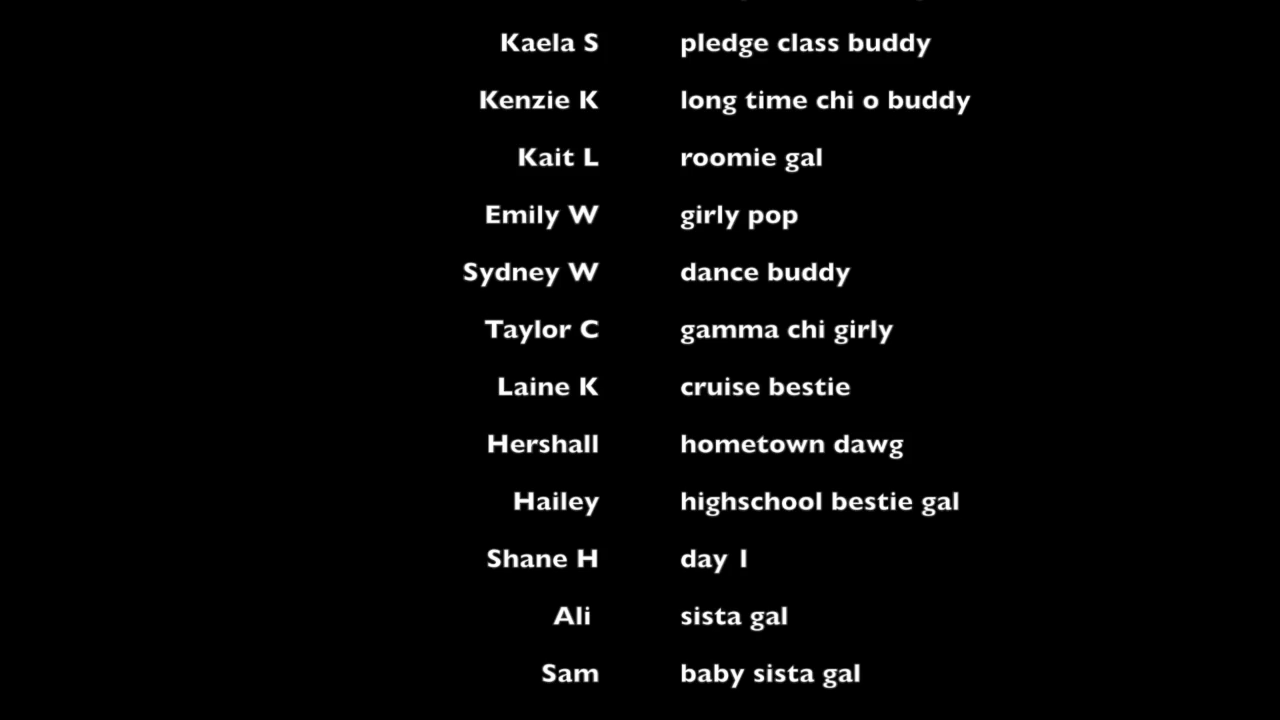 Kaela S pledge class buddy
Kenzie K long time chi o buddy
Kait L roomie gal
Emily W girly pop
Sydney W dance buddy
Taylor C gamma chi girly
Laine K cruise bestie
Hershall hometown dawg
Hailey highschool bestie gal
Shane H day 1
Ali sista gal
Sam baby sista gal